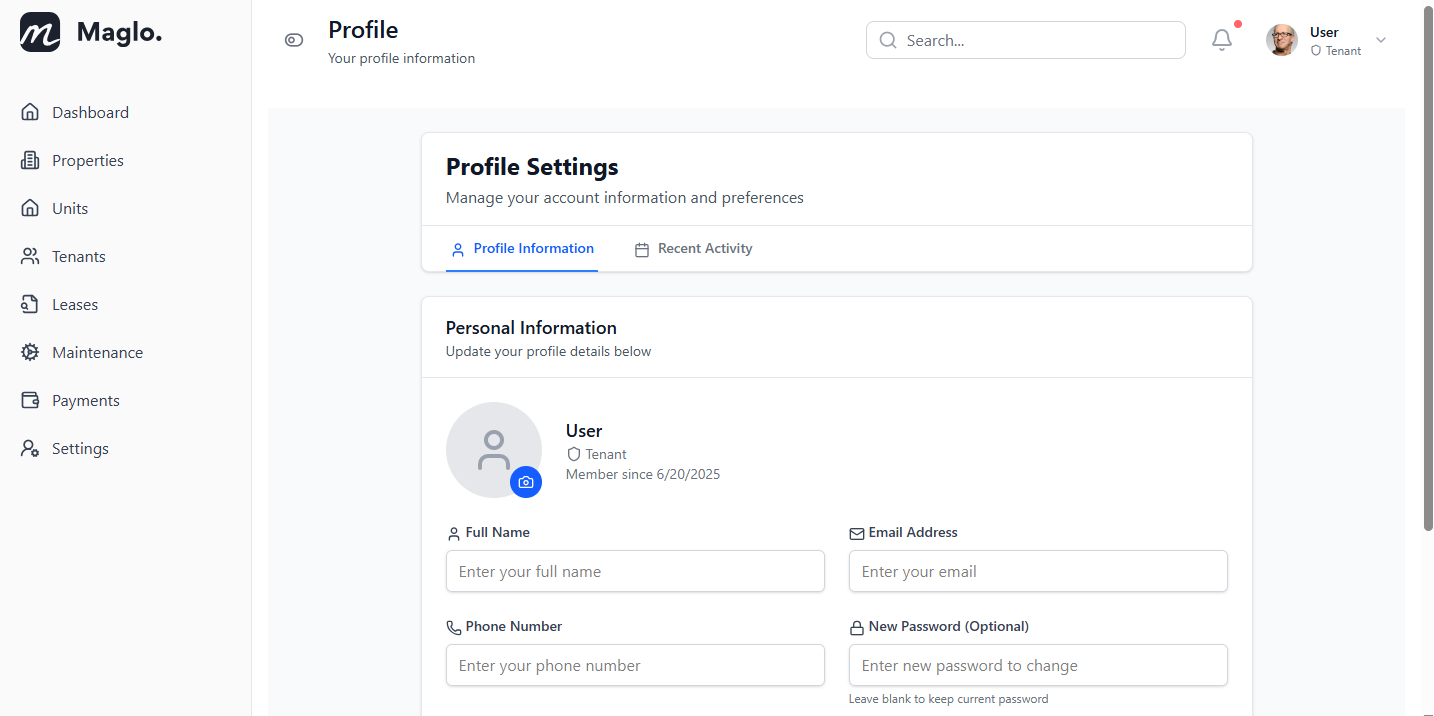 Maglo.
Dashboard
Properties
Units
Tenants
Leases
Maintenance
Payments
Settings
Profile
Your profile information
Search...
User
Tenant
Profile Settings
Manage your account information and preferences
Profile Information
Recent Activity
Personal Information
Update your profile details below
User
Tenant
Member since 6/20/2025
Full Name
Enter your full name
Email Address
Enter your email
Phone Number
Enter your phone number
New Password (Optional)
Enter new password to change
Leave blank to keep current password